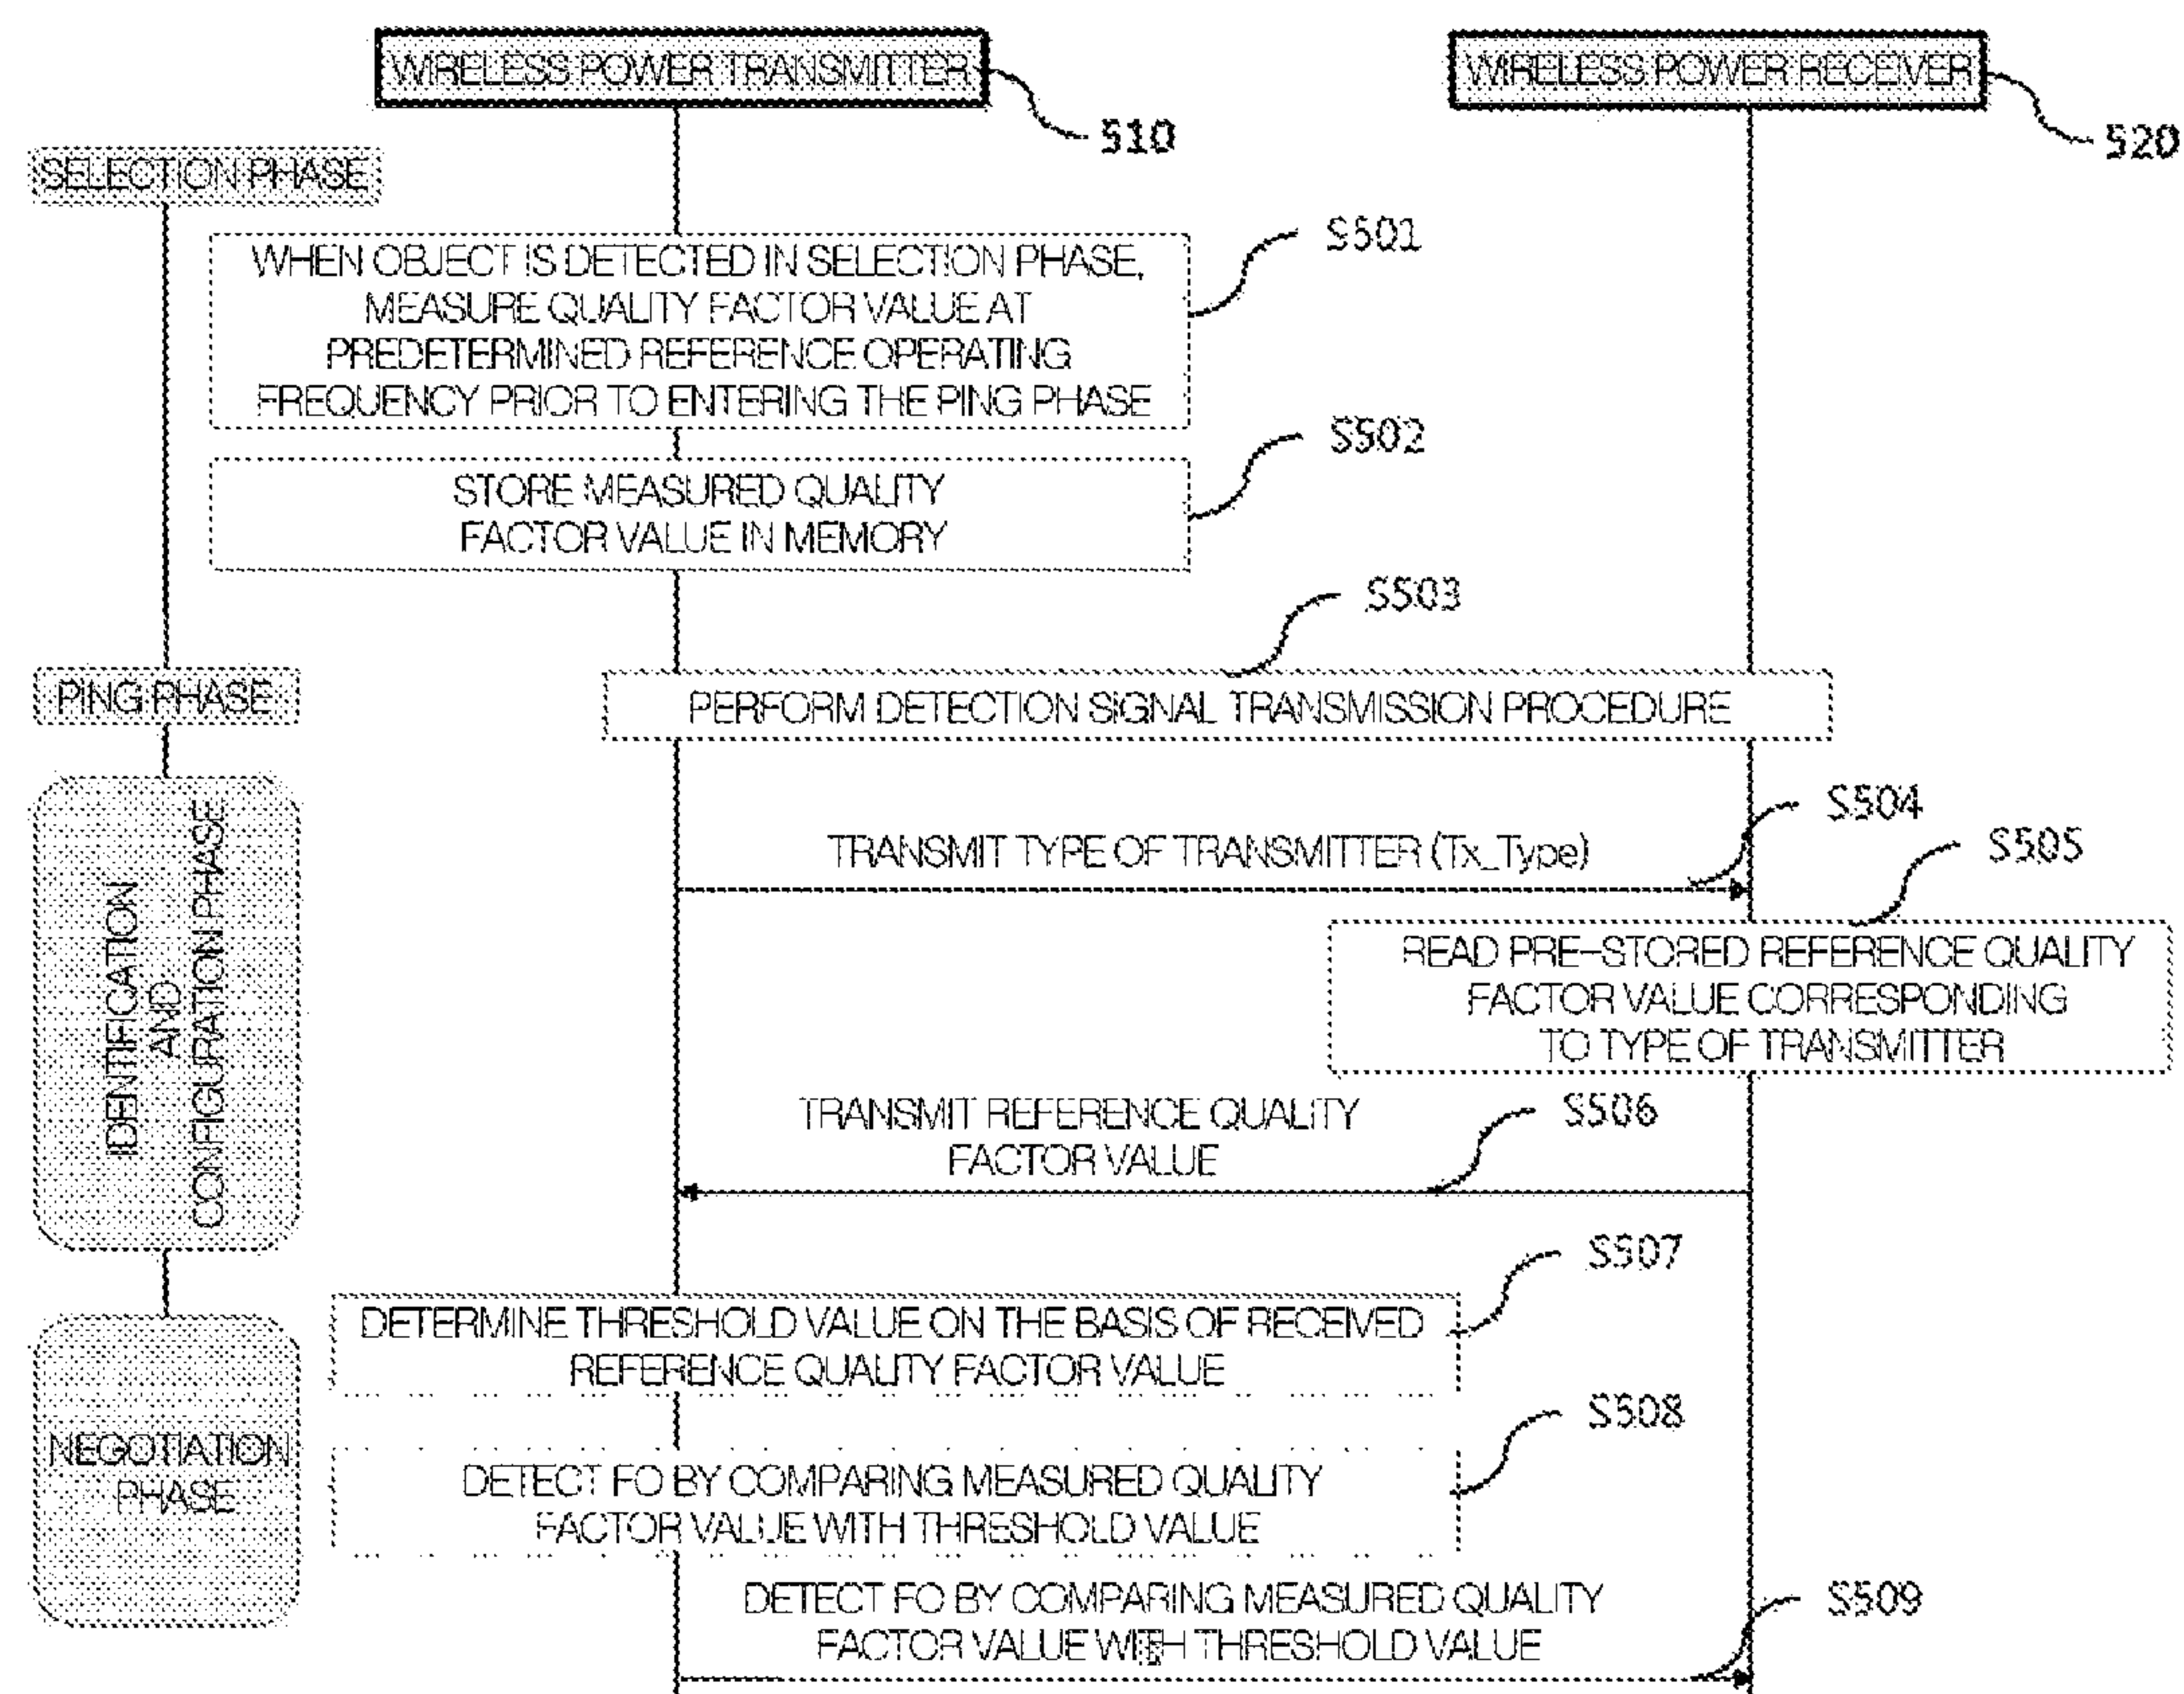 WIRELESS POWER TRANSMITTER
WIRELESS POWER RECEIVER
510
520
SELECTION PHASE
S501
WHEN OBJECT IS DETECTED IN SELECTION PHASE,
MEASURE QUALITY FACTOR VALUE AT
PREDETERMINED REFERENCE OPERATING
FREQUENCY PRIOR TO ENTERING THE PING PHASE
S502
STORE MEASURED QUALITY
FACTOR VALUE IN MEMORY
S503
PING PHASE
PERFORM DETECTION SIGNAL TRANSMISSION PROCEDURE
IDENTIFICATION
AND
CONFIGURATION PHASE
S504
TRANSMIT TYPE OF TRANSMITTER (Tx_Type)
S505
READ PRE-STORED REFERENCE QUALITY
FACTOR VALUE CORRESPONDING
TO TYPE OF TRANSMITTER
TRANSMIT REFERENCE QUALITY
FACTOR VALUE
S506
S507
DETERMINE THRESHOLD VALUE ON THE BASIS OF RECEIVED
REFERENCE QUALITY FACTOR VALUE
NEGOTIATION
PHASE
S508
DETECT FO BY COMPARING MEASURED QUALITY
FACTOR VALUE WITH THRESHOLD VALUE
DETECT FO BY COMPARING MEASURED QUALITY
FACTOR VALUE WITH THRESHOLD VALUE
S509